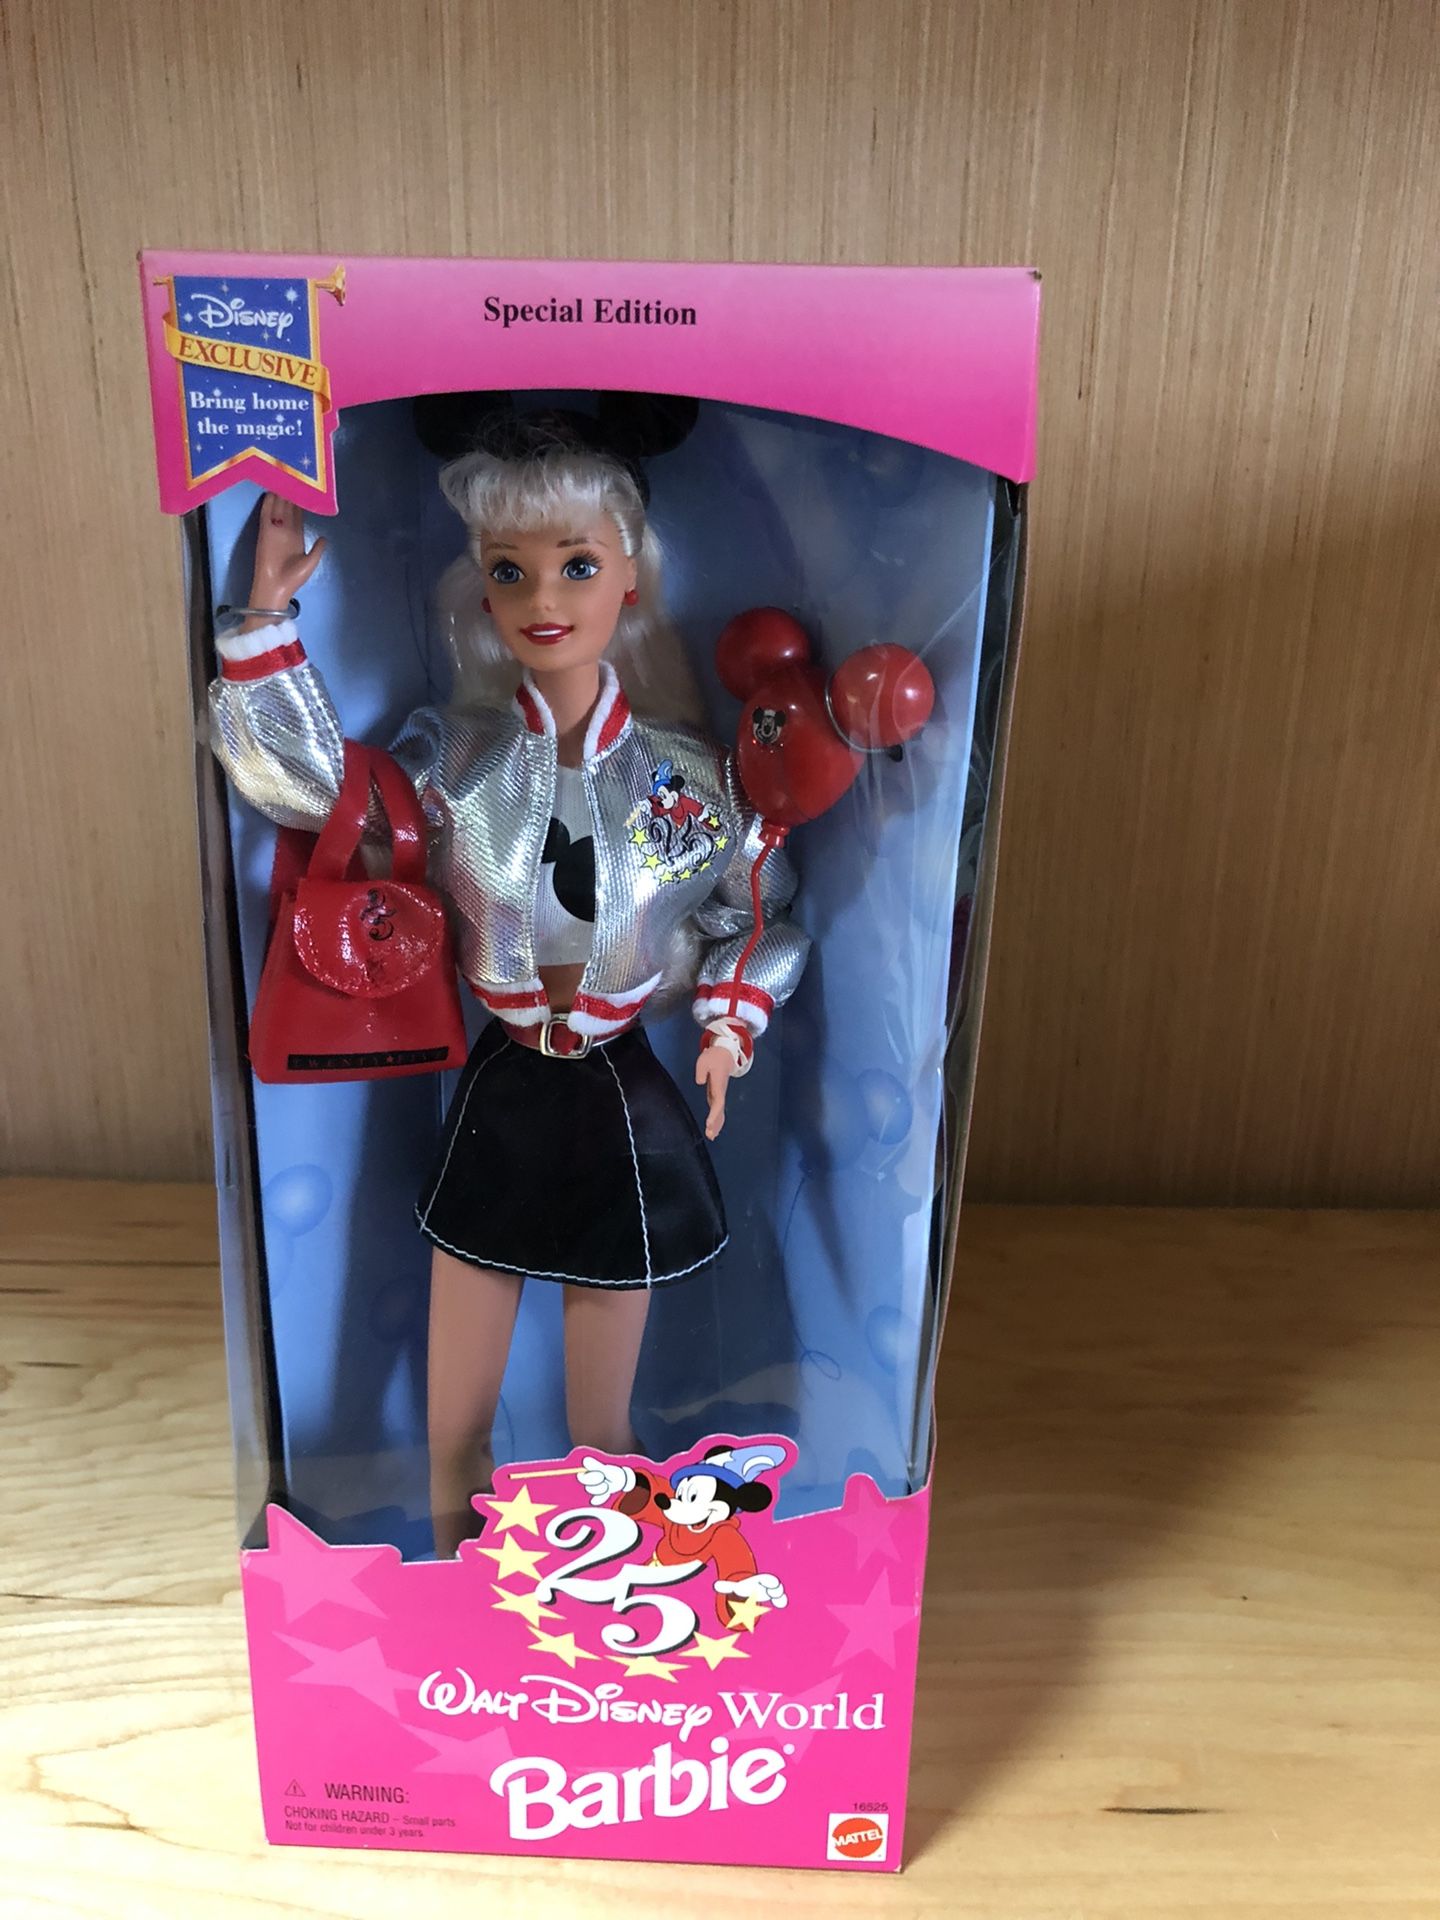 Special Edition
Disney
EXCLUSIVE
Bring home
the magic!
25
25
TWENTY★FIVE
25
Walt Disney World
Barbie
⚠ WARNING:
CHOKING HAZARD – Small parts
Not for children under 3 years.
16525
MATTEL